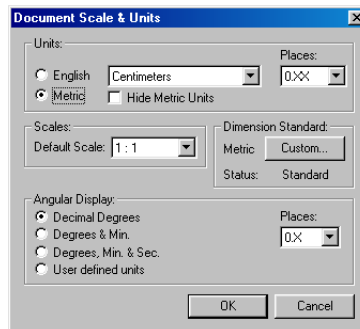 Document Scale & Units
Units:
Places:
English
Centimeters
0.XX
Metric
Hide Metric Units
Scales:
Dimension Standard:
Default Scale:
1 : 1
Metric
Custom...
Status:
Standard
Angular Display:
Decimal Degrees
Places:
Degrees & Min.
0.X
Degrees, Min. & Sec.
User defined units
OK
Cancel